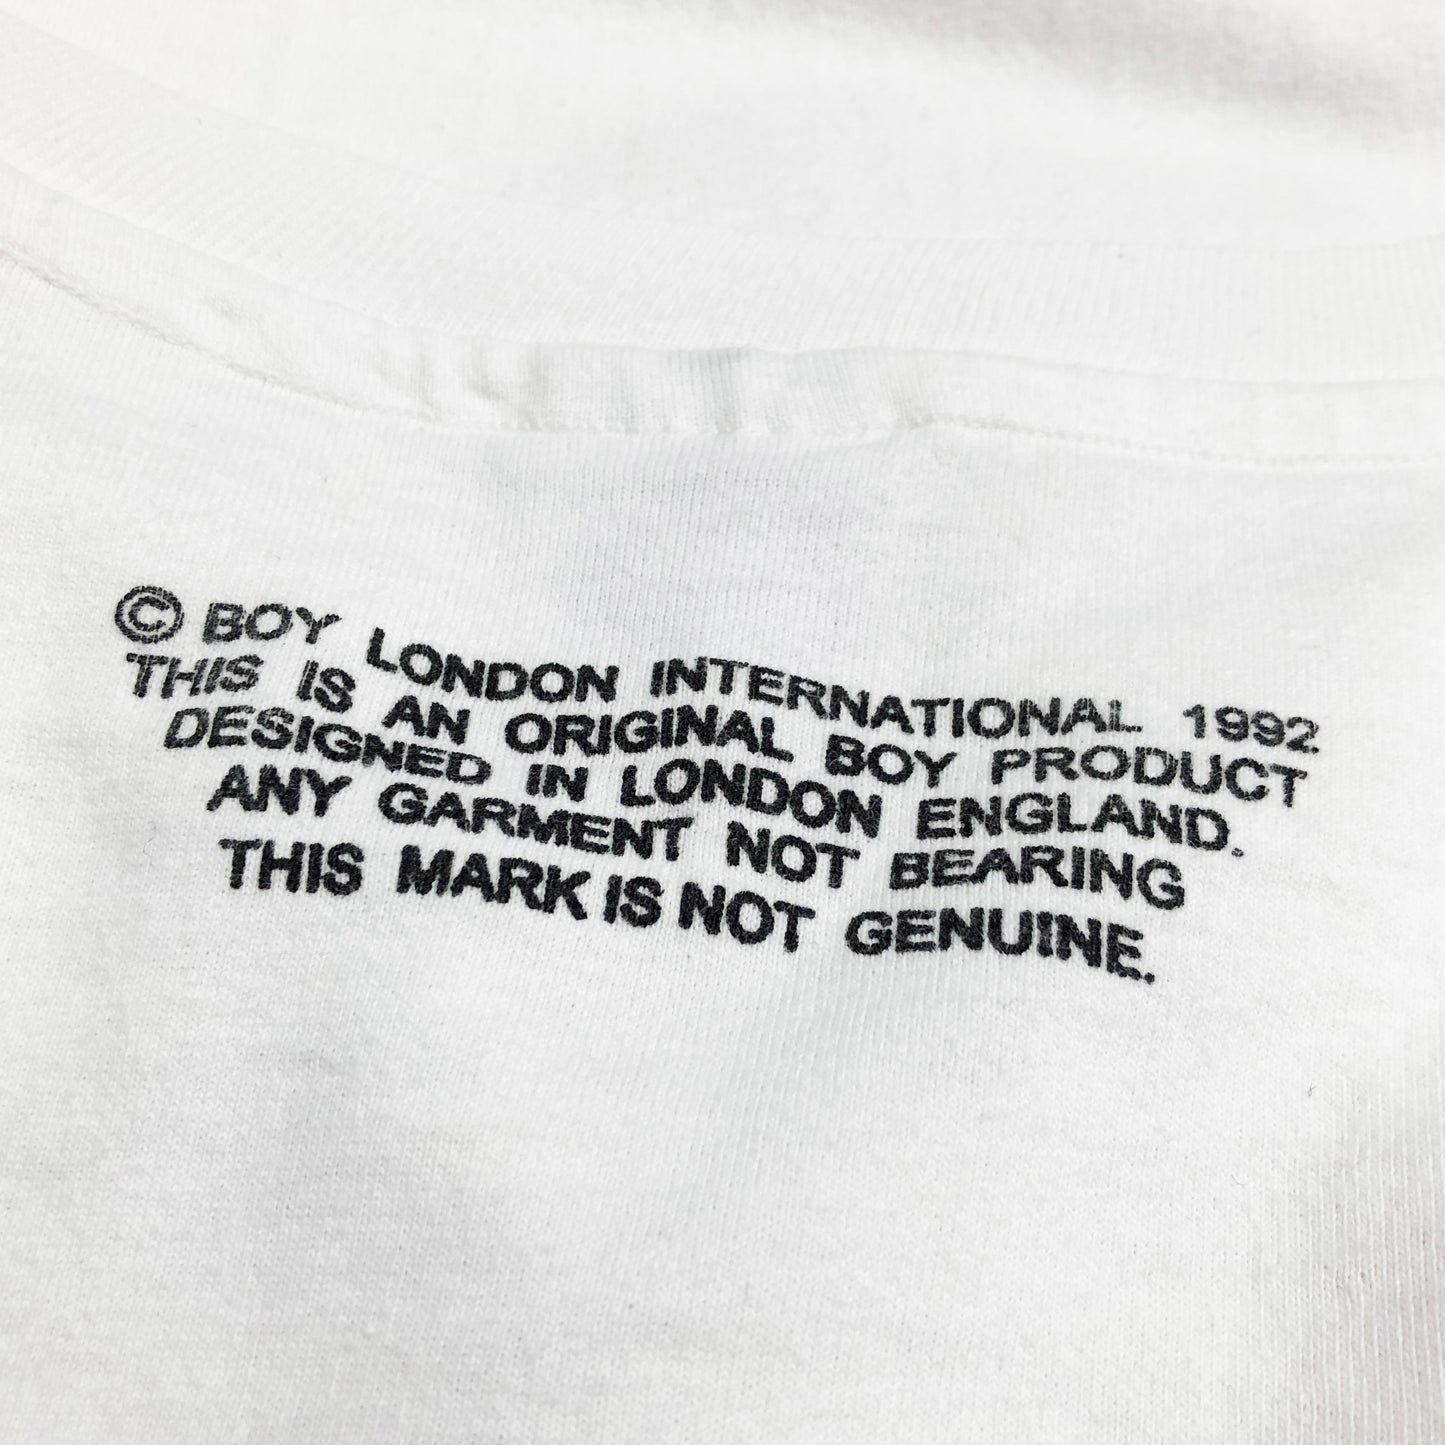 © BOY LONDON INTERNATIONAL 1992
THIS IS AN ORIGINAL BOY PRODUCT
DESIGNED IN LONDON ENGLAND.
ANY GARMENT NOT BEARING
THIS MARK IS NOT GENUINE.